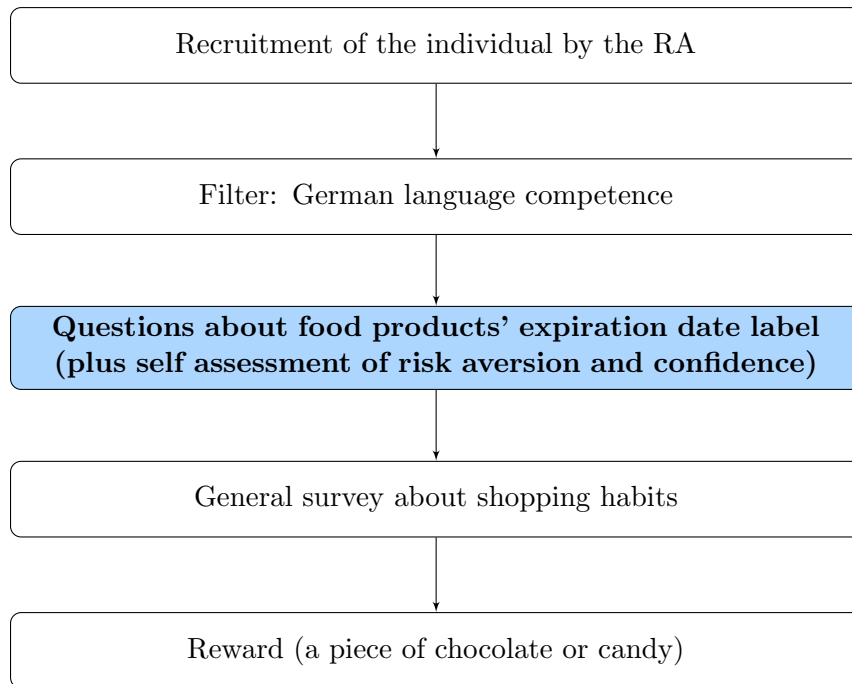 Recruitment of the individual by the RA
Filter: German language competence
Questions about food products’ expiration date label
(plus self assessment of risk aversion and confidence)
General survey about shopping habits
Reward (a piece of chocolate or candy)